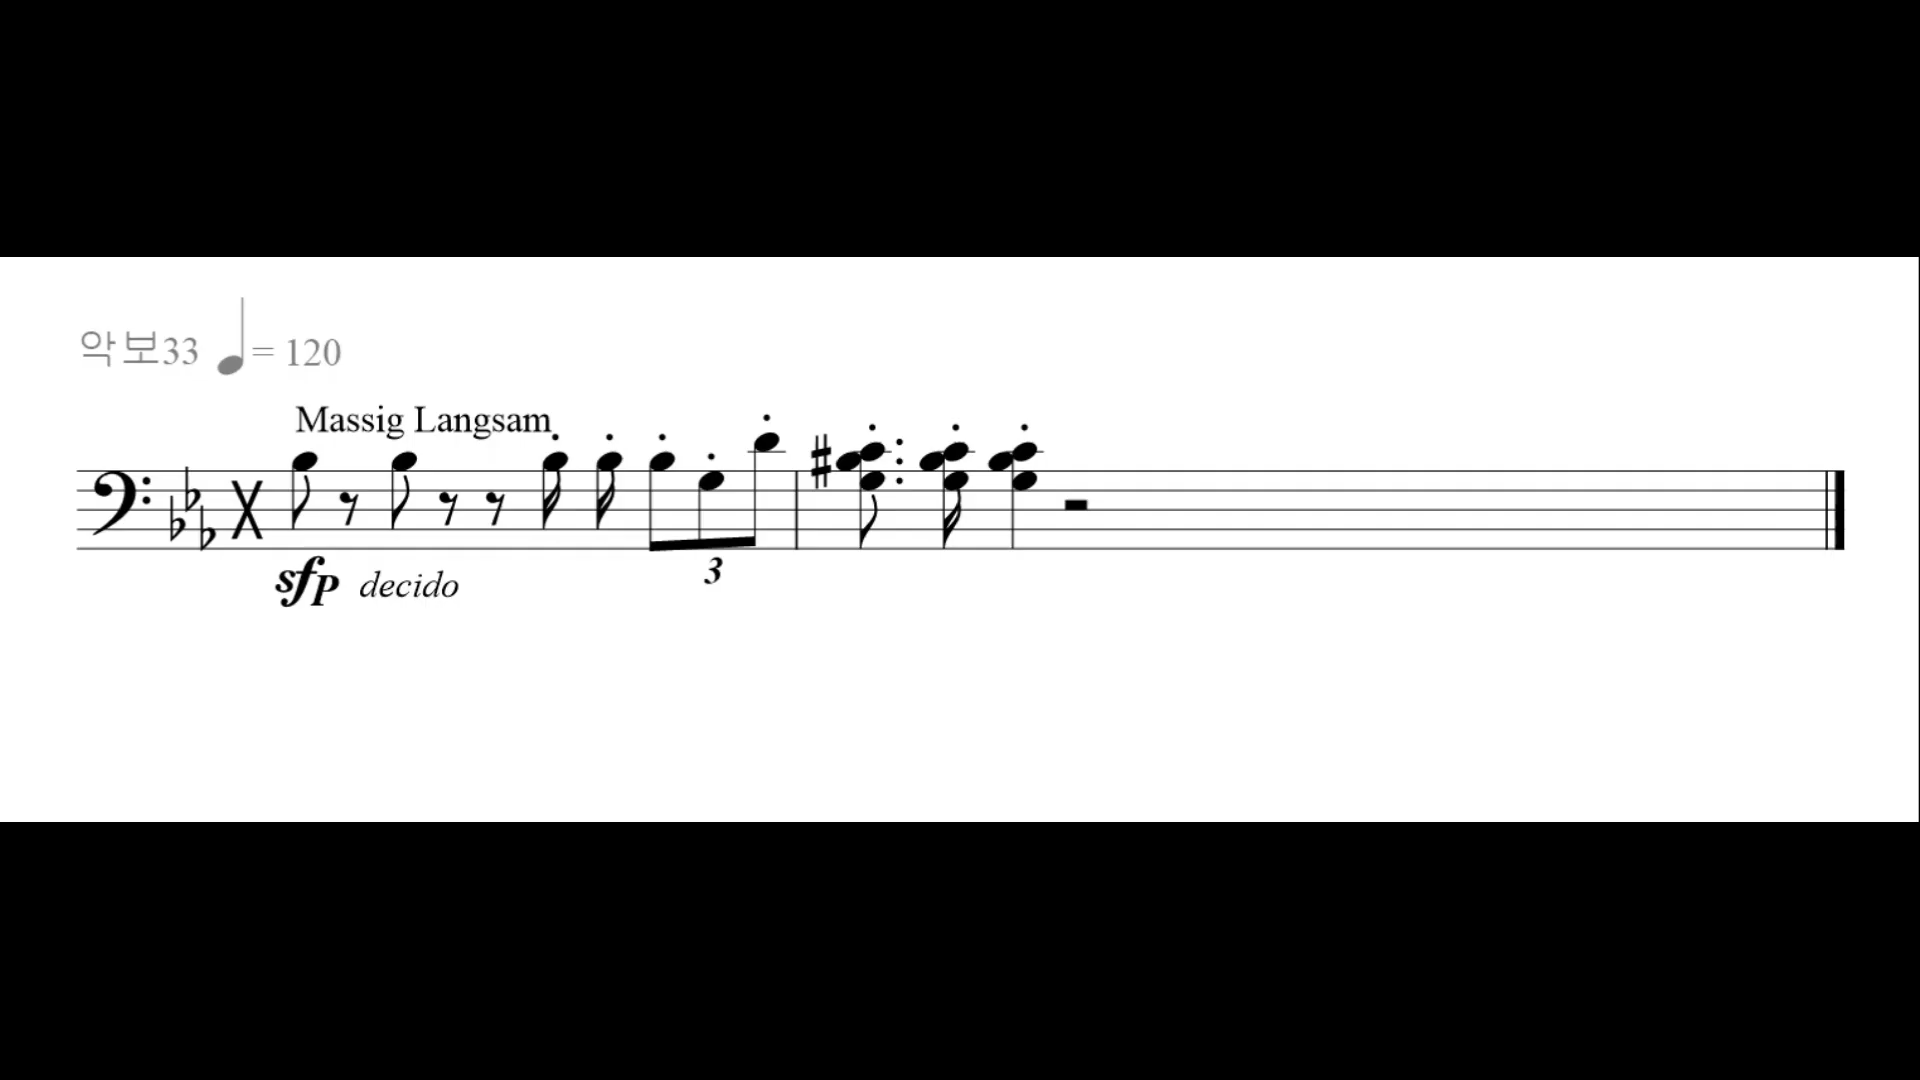 악보33 = 120
Massig Langsam
3
sfp decido